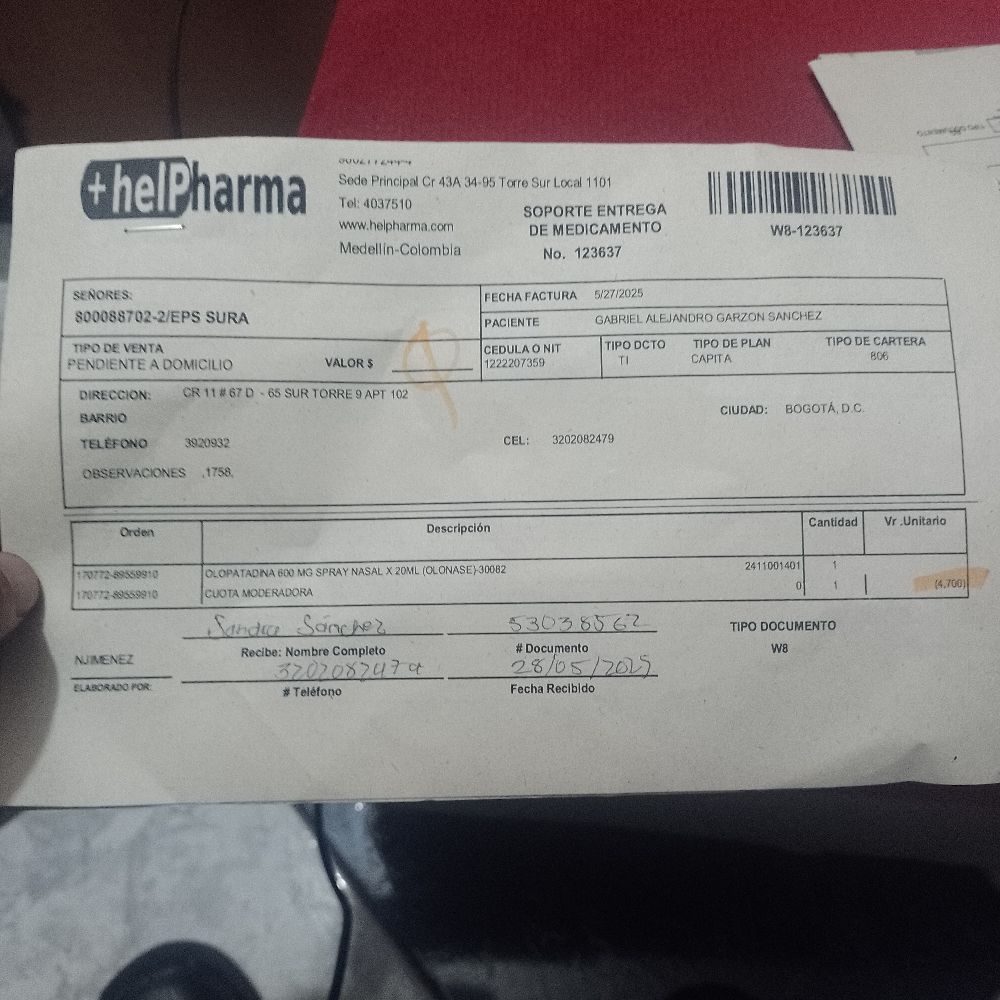 +helPharma
Sede Principal Cr 43A 34-95 Torre Sur Local 1101
Tel: 4037510
www.helpharma.com
Medellín-Colombia
SOPORTE ENTREGA
DE MEDICAMENTO
No. 123637
W8-123637
SEÑORES:
800088702-2/EPS SURA
FECHA FACTURA 5/27/2025
PACIENTE GABRIEL ALEJANDRO GARZON SANCHEZ
TIPO DE VENTA
PENDIENTE A DOMICILIO
VALOR $
CEDULA O NIT
1222207359
TIPO DCTO
TI
TIPO DE PLAN
CAPITA
TIPO DE CARTERA
806
DIRECCION: CR 11 # 67 D - 65 SUR TORRE 9 APT 102
BARRIO
CIUDAD: BOGOTÁ, D.C.
TELÉFONO 3920932
CEL: 3202082479
OBSERVACIONES ,1758,
Orden Descripción Cantidad Vr .Unitario
170772-89559910 OLOPATADINA 600 MG SPRAY NASAL X 20ML (OLONASE)-30082 2411001401 1
170772-89559910 CUOTA MODERADORA 0 1 (4,700)
Sandra Sánchez 53038562
Recibe: Nombre Completo # Documento
TIPO DOCUMENTO
W8
NJIMENEZ
3202082479 28/05/2025
ELABORADO POR:
# Teléfono Fecha Recibido